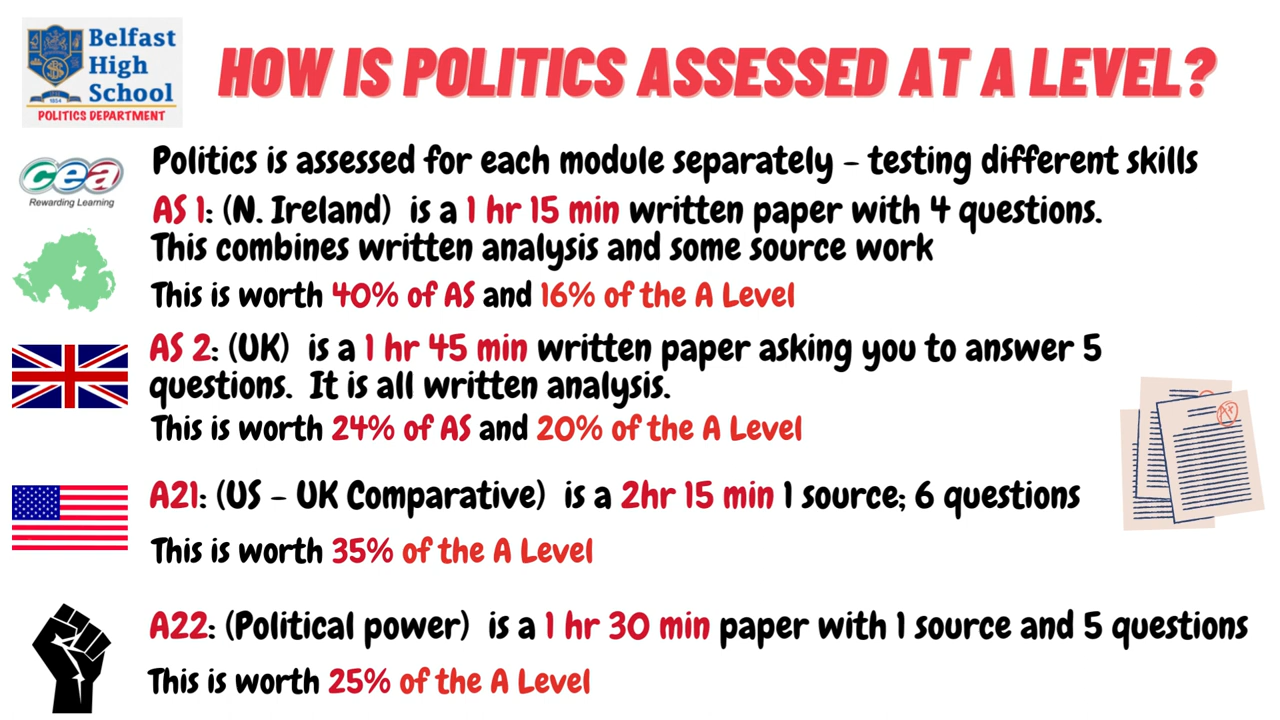 Belfast
High
School
1854
POLITICS DEPARTMENT
HOW IS POLITICS ASSESSED AT A LEVEL?
cea
Rewarding Learning
Politics is assessed for each module separately – testing different skills
AS 1: (N. Ireland) is a 1 hr 15 min written paper with 4 questions.
This combines written analysis and some source work
This is worth 40% of AS and 16% of the A Level
AS 2: (UK) is a 1 hr 45 min written paper asking you to answer 5
questions. It is all written analysis.
This is worth 24% of AS and 20% of the A Level
A21: (US – UK Comparative) is a 2hr 15 min 1 source; 6 questions
This is worth 35% of the A Level
A+
A22: (Political power) is a 1 hr 30 min paper with 1 source and 5 questions
This is worth 25% of the A Level